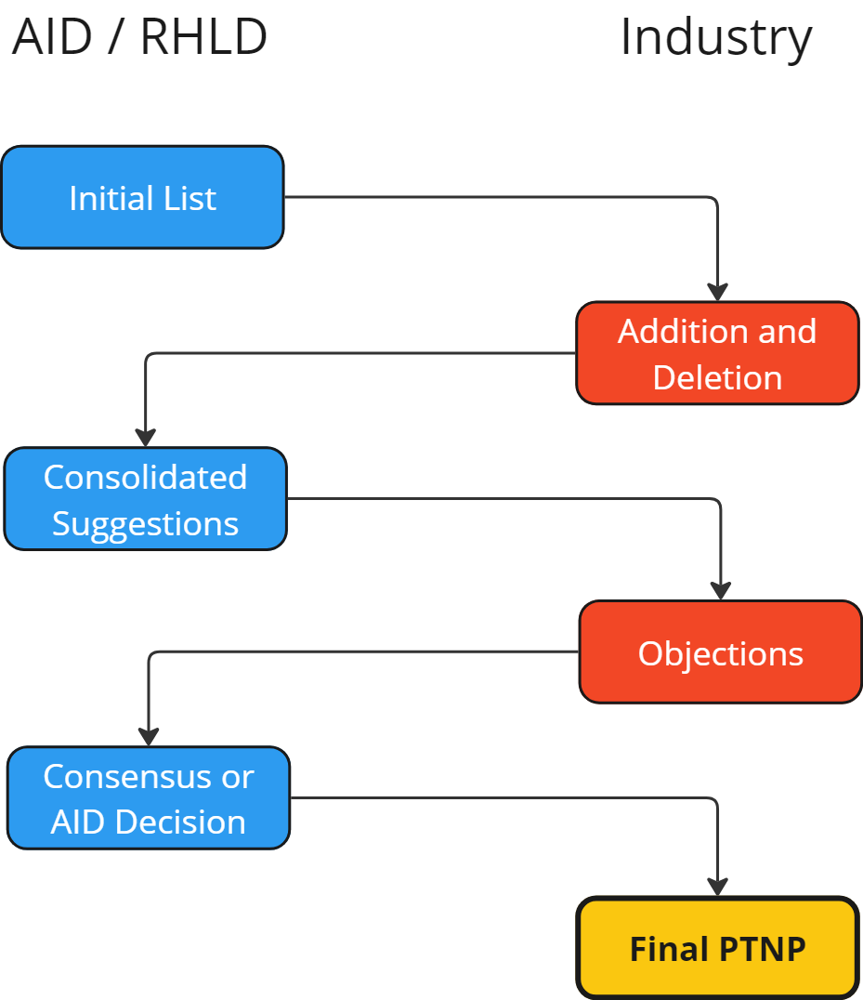 AID / RHLD
Industry
Initial List
Addition and
Deletion
Consolidated
Suggestions
Objections
Consensus or
AID Decision
Final PTNP